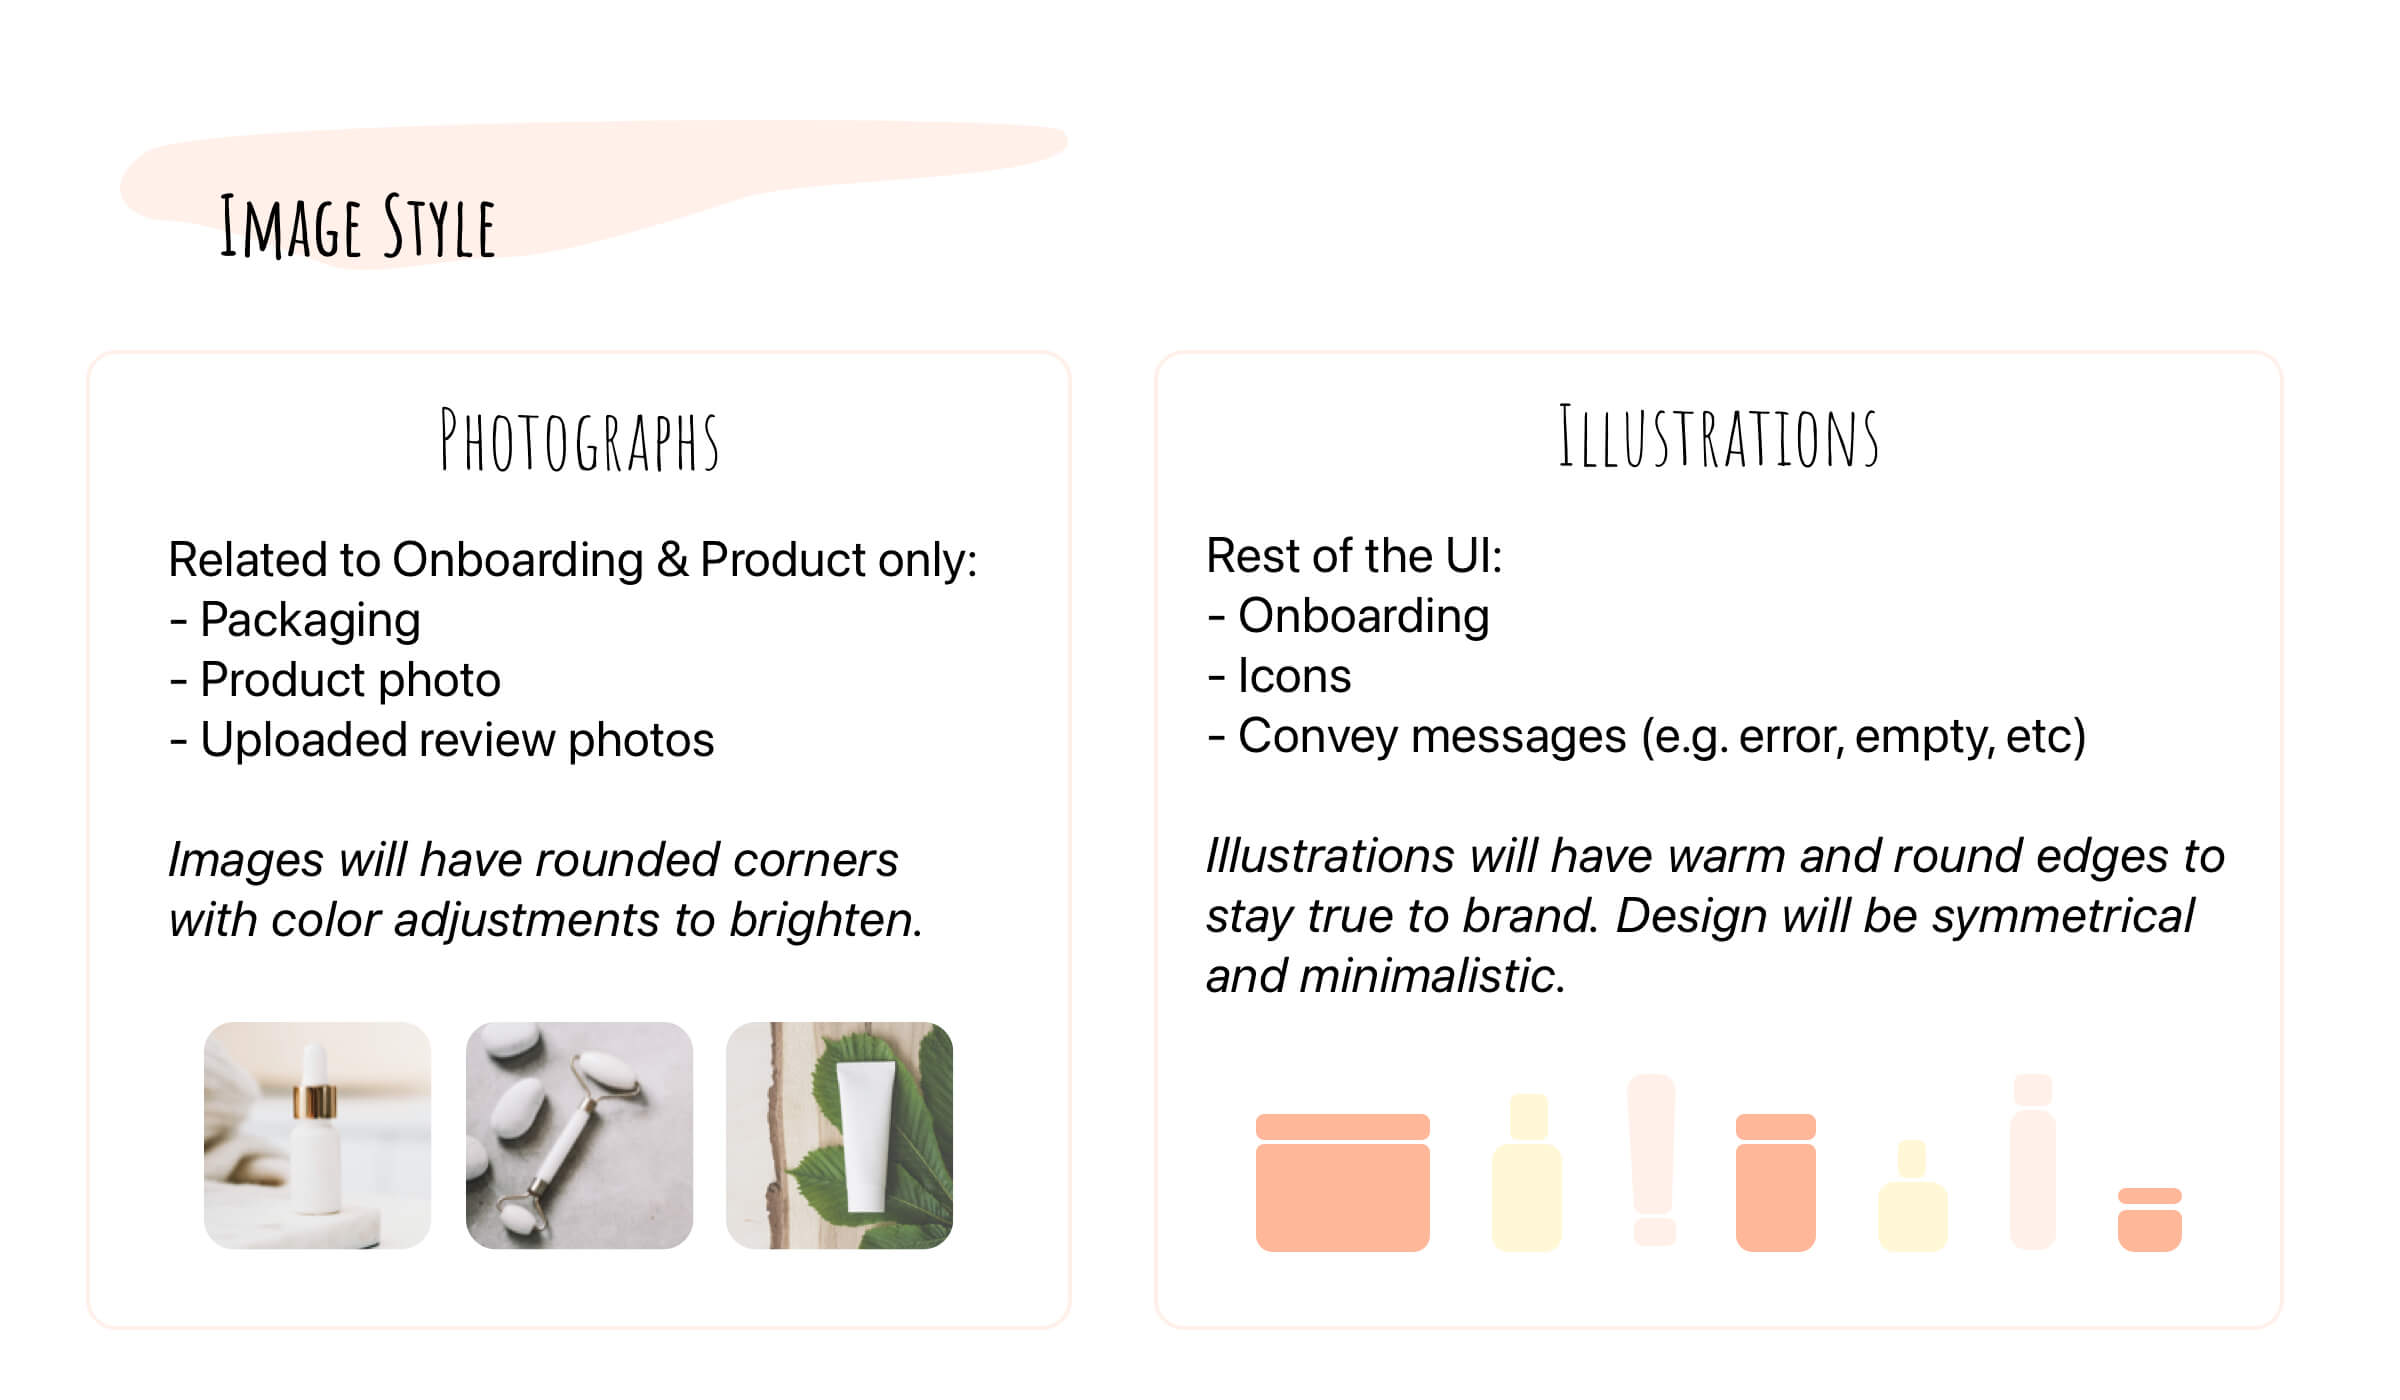 Image Style
Photographs
Related to Onboarding & Product only:
- Packaging
- Product photo
- Uploaded review photos
Images will have rounded corners
with color adjustments to brighten.
Illustrations
Rest of the UI:
- Onboarding
- Icons
- Convey messages (e.g. error, empty, etc)
Illustrations will have warm and round edges to
stay true to brand. Design will be symmetrical
and minimalistic.